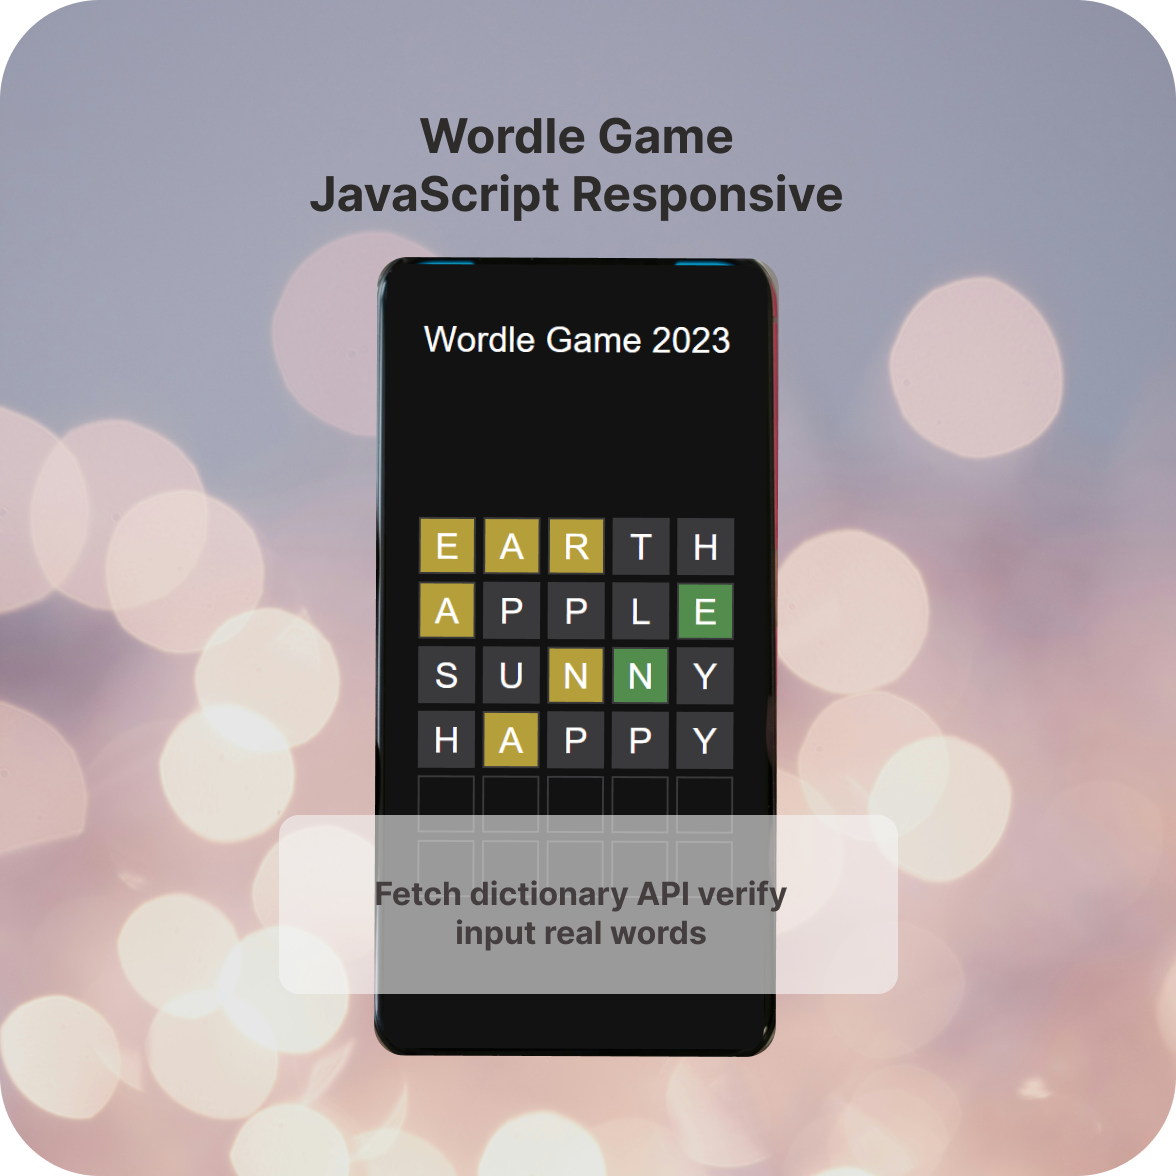 Wordle Game
JavaScript Responsive
Wordle Game 2023
E A R T H
A P P L E
S U N N Y
H A P P Y
Fetch dictionary API verify
input real words